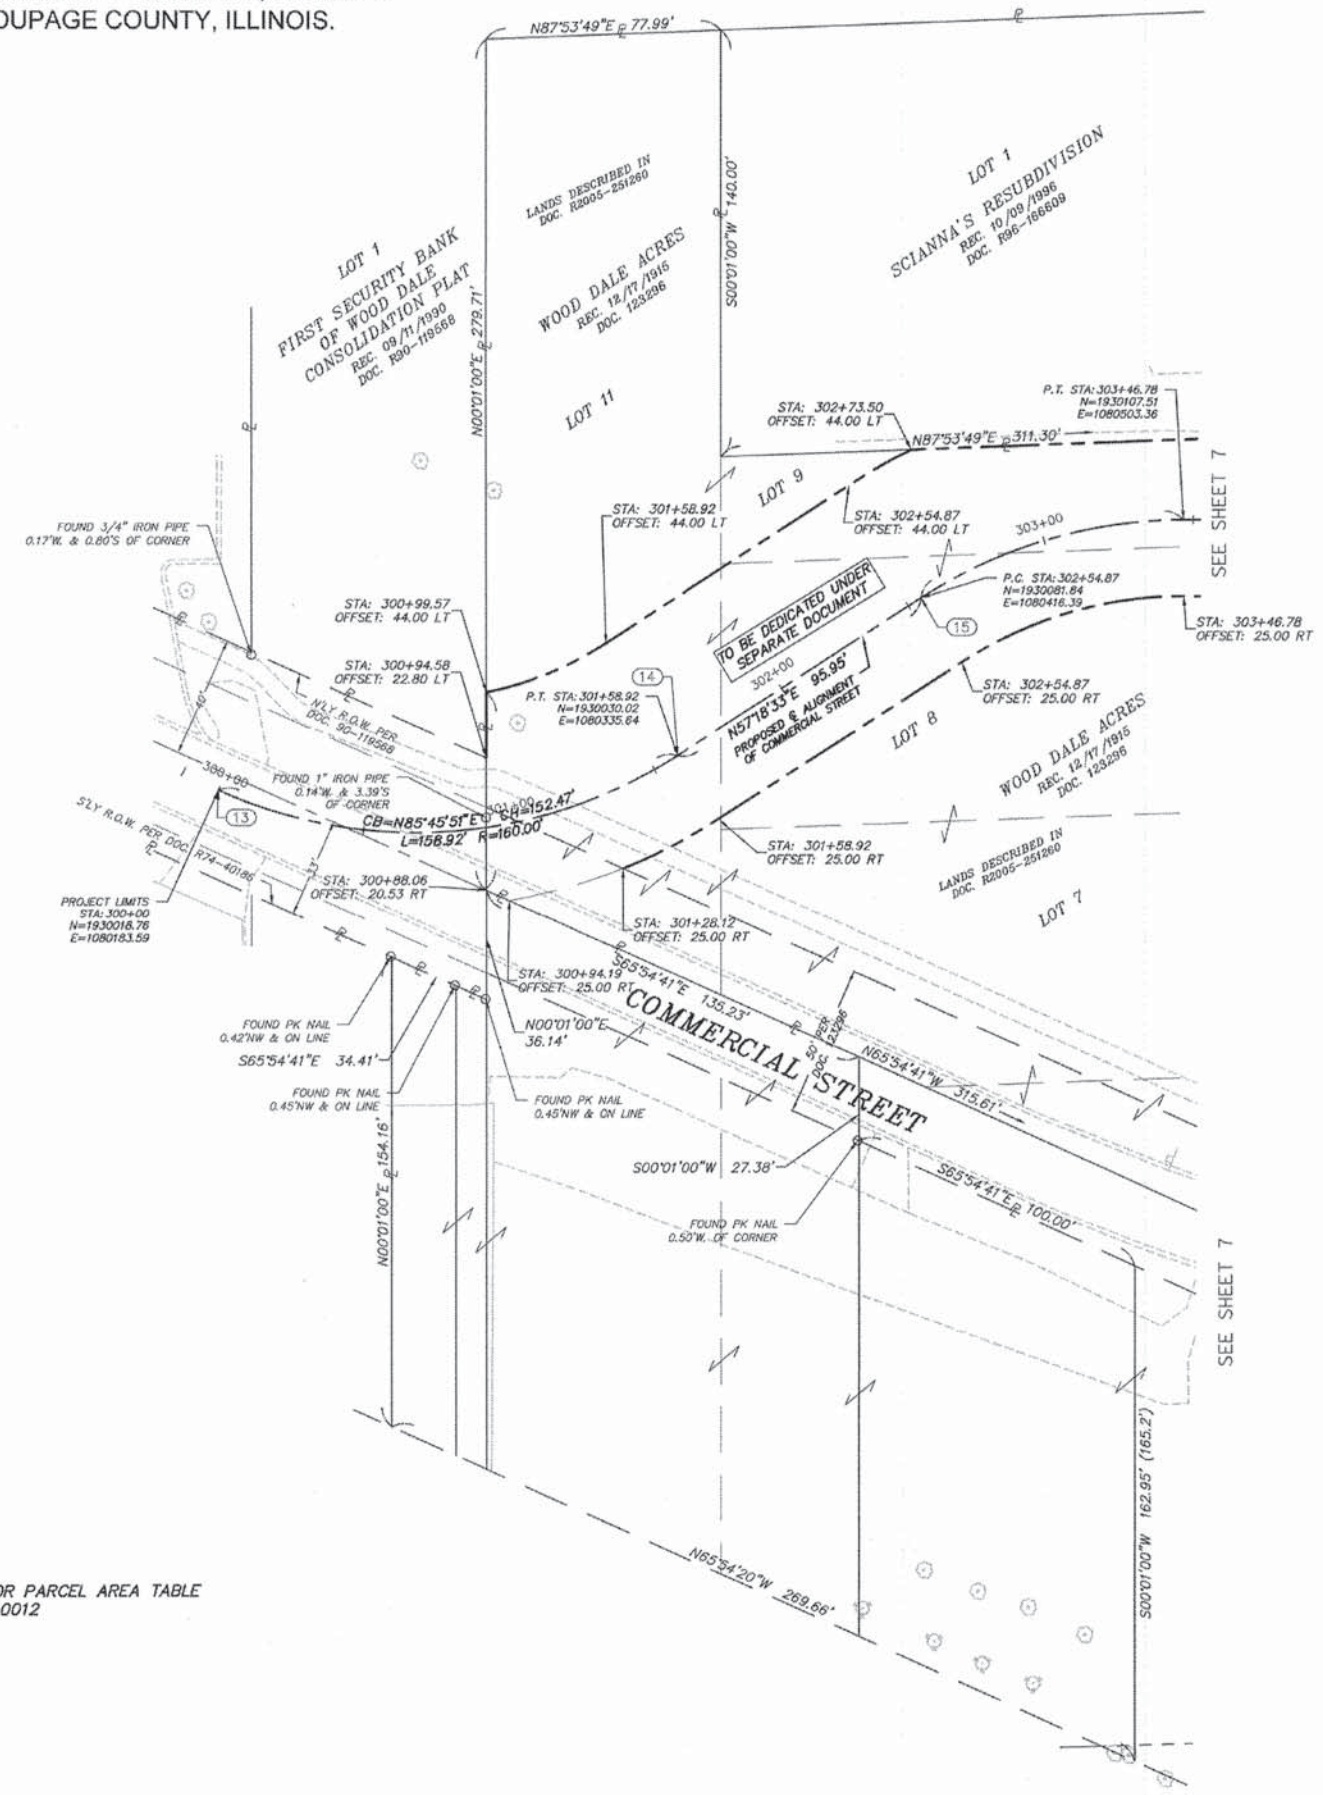 DUPAGE COUNTY, ILLINOIS.
N87°53'49"E 77.99'
LOT 1
FIRST SECURITY BANK
OF WOOD DALE
CONSOLIDATION PLAT
REC. 09/11/1990
DOC. R90-119568
LANDS DESCRIBED IN
DOC. R2005-251260
WOOD DALE ACRES
REC. 12/17/1915
DOC. 123296
LOT 11
N00°01'00"E 279.71'
S00°01'00"W 140.00'
LOT 1
SCIANNA'S RESUBDIVISION
REC. 10/09/1996
DOC. R96-166609
P.T. STA:303+46.78
N=1930107.51
E=1080503.36
STA: 302+73.50
OFFSET: 44.00 LT
N87°53'49"E 311.30'
SEE SHEET 7
LOT 9
STA: 301+58.92
OFFSET: 44.00 LT
STA: 302+54.87
OFFSET: 44.00 LT
303+00
FOUND 3/4" IRON PIPE
0.17'W. & 0.80'S OF CORNER
TO BE DEDICATED UNDER
SEPARATE DOCUMENT
P.C. STA:302+54.87
N=1930081.84
E=1080416.39
15
STA: 303+46.78
OFFSET: 25.00 RT
STA: 300+99.57
OFFSET: 44.00 LT
STA: 300+94.58
OFFSET: 22.80 LT
14
P.T. STA:301+58.92
N=1930030.02
E=1080335.64
302+00
N57°18'33"E 95.95'
PROPOSED ℄ ALIGNMENT
OF COMMERCIAL STREET
STA: 302+54.87
OFFSET: 25.00 RT
LOT 8
WOOD DALE ACRES
REC. 12/17/1915
DOC. 123296
40'
N'LY R.O.W. PER
DOC. 90-119568
300+00
FOUND 1" IRON PIPE
0.14'W. & 3.39'S
OF CORNER
13
301+00
CB=N85°45'51"E CH=152.47'
L=158.92' R=160.00'
S'LY R.O.W. PER DOC. R74-40186
33'
STA: 301+58.92
OFFSET: 25.00 RT
LANDS DESCRIBED IN
DOC. R2005-251260
LOT 7
STA: 300+88.06
OFFSET: 20.53 RT
PROJECT LIMITS
STA:300+00
N=1930018.76
E=1080183.59
STA: 301+28.12
OFFSET: 25.00 RT
STA: 300+94.19
OFFSET: 25.00 RT
S65°54'41"E 135.23'
COMMERCIAL STREET
50' PER
DOC. 123296
FOUND PK NAIL
0.42'NW & ON LINE
S65°54'41"E 34.41'
N00°01'00"E
36.14'
N65°54'41"W 315.61'
FOUND PK NAIL
0.45'NW & ON LINE
FOUND PK NAIL
0.45'NW & ON LINE
N00°01'00"E 154.16'
S00°01'00"W 27.38'
S65°54'41"E 100.00'
FOUND PK NAIL
0.50'W. OF CORNER
SEE SHEET 7
S00°01'00"W 162.95' (165.2')
N65°54'20"W 269.66'
OR PARCEL AREA TABLE
0012